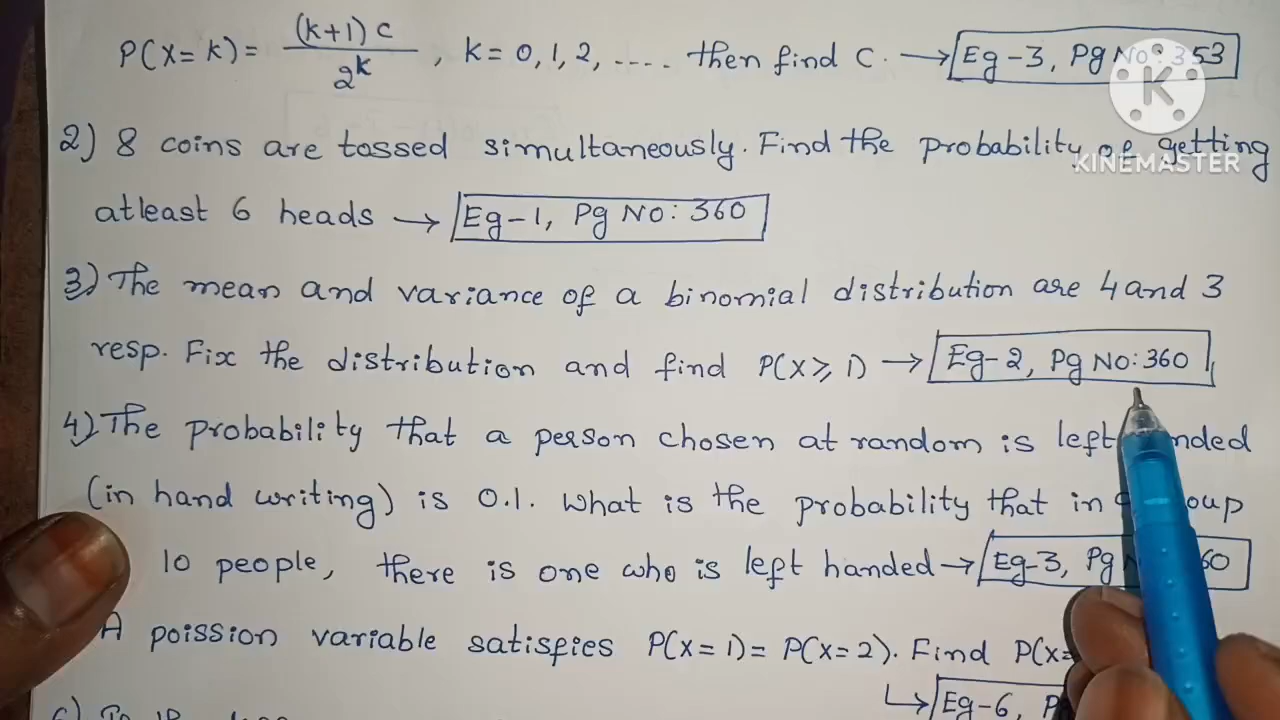 P(X=k) = (k+1) c / 2^k , k = 0, 1, 2, .... then find c. → Eg-3, Pg No: 353
K
KINEMASTER
2) 8 coins are tossed simultaneously. Find the probability of getting
atleast 6 heads → Eg-1, Pg No: 360
3) The mean and variance of a binomial distribution are 4 and 3
resp. Fix the distribution and find P(X ≥ 1) → Eg-2, Pg No: 360
4) The probability that a person chosen at random is left
(in hand writing) is 0.1. What is the probability that in
10 people, there is one who is left handed → Eg-3, Pg
A poission variable satisfies P(X=1) = P(X=2). Find P(X=
↳ Eg-6, P